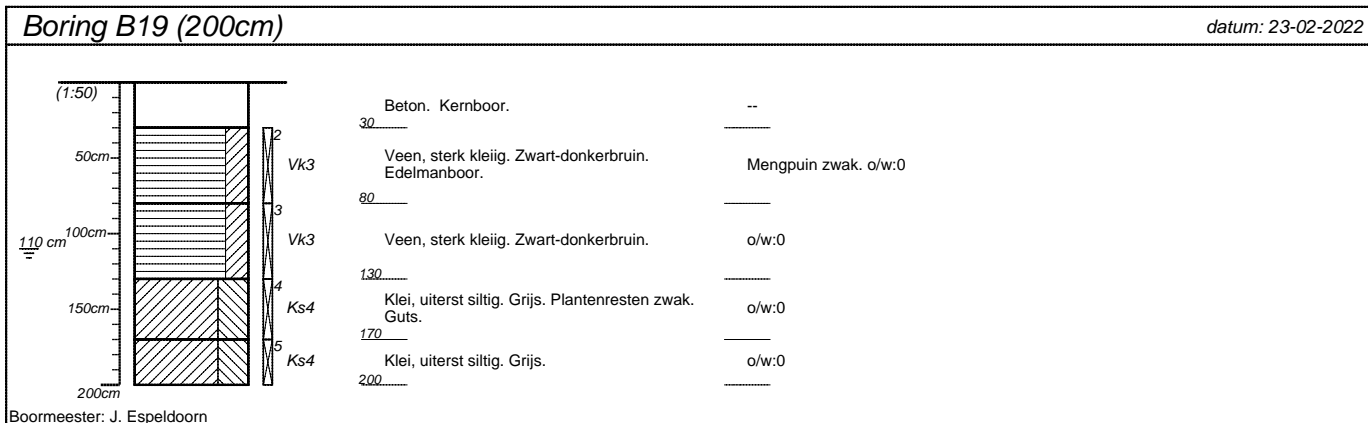 Boring B19 (200cm)
datum: 23-02-2022
(1:50)
Beton. Kernboor.
--
30
2
50cm
Vk3
Veen, sterk kleiig. Zwart-donkerbruin.
Edelmanboor.
Mengpuin zwak. o/w:0
80
3
110 cm
100cm
Vk3
Veen, sterk kleiig. Zwart-donkerbruin.
o/w:0
130
4
150cm
Ks4
Klei, uiterst siltig. Grijs. Plantenresten zwak.
Guts.
o/w:0
170
5
Ks4
Klei, uiterst siltig. Grijs.
o/w:0
200
200cm
Boormeester: J. Espeldoorn